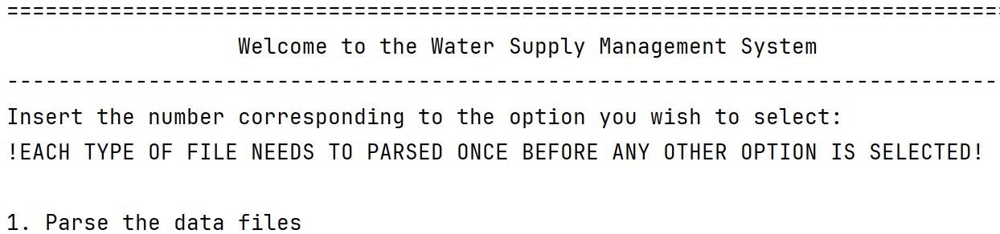 =============================================================================
Welcome to the Water Supply Management System
-----------------------------------------------------------------------------
Insert the number corresponding to the option you wish to select:
!EACH TYPE OF FILE NEEDS TO PARSED ONCE BEFORE ANY OTHER OPTION IS SELECTED!
1. Parse the data files